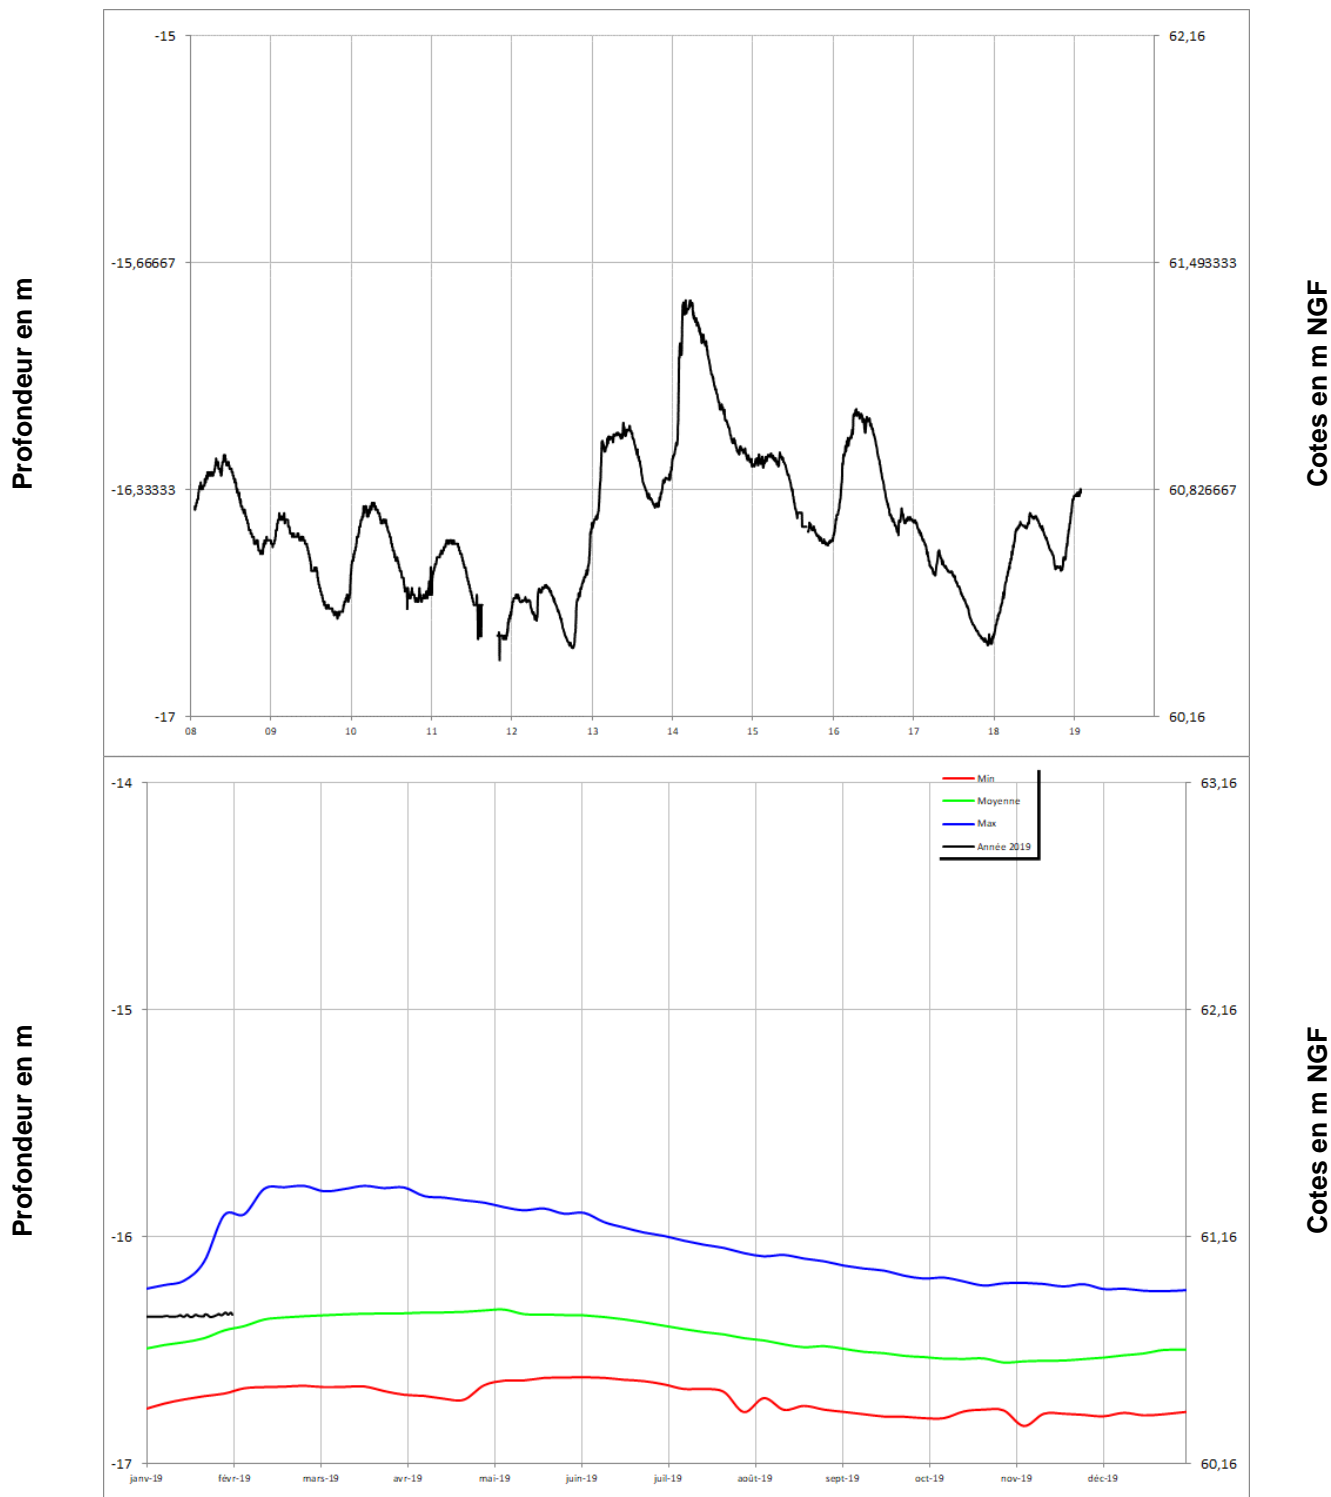 -15
62,16
-15,66667
61,493333
Profondeur en m
Cotes en m NGF
-16,33333
60,826667
-17
60,16
08 09 10 11 12 13 14 15 16 17 18 19
-14
63,16
Min
Moyenne
Max
Année 2019
-15
62,16
Profondeur en m
Cotes en m NGF
-16
61,16
-17
60,16
janv-19 févr-19 mars-19 avr-19 mai-19 juin-19 juil-19 août-19 sept-19 oct-19 nov-19 déc-19